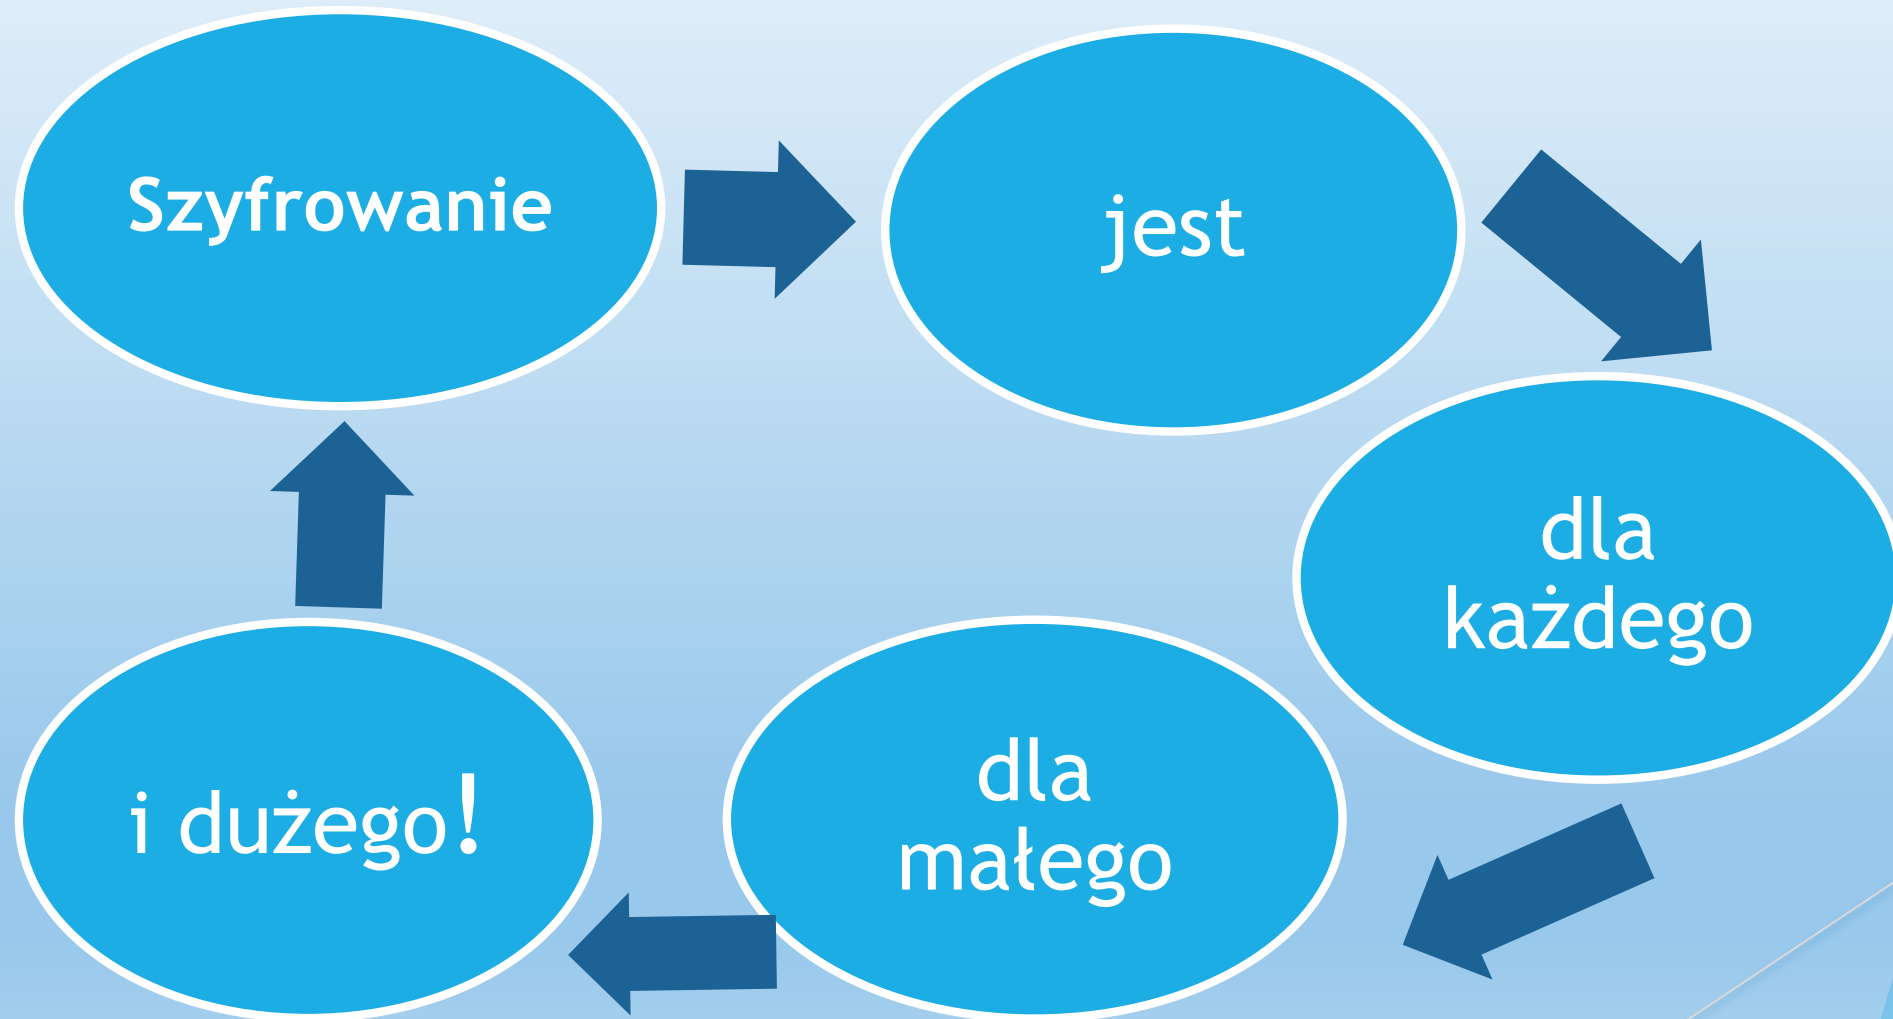 Szyfrowanie
jest
dla
każdego
dla
małego
i dużego!